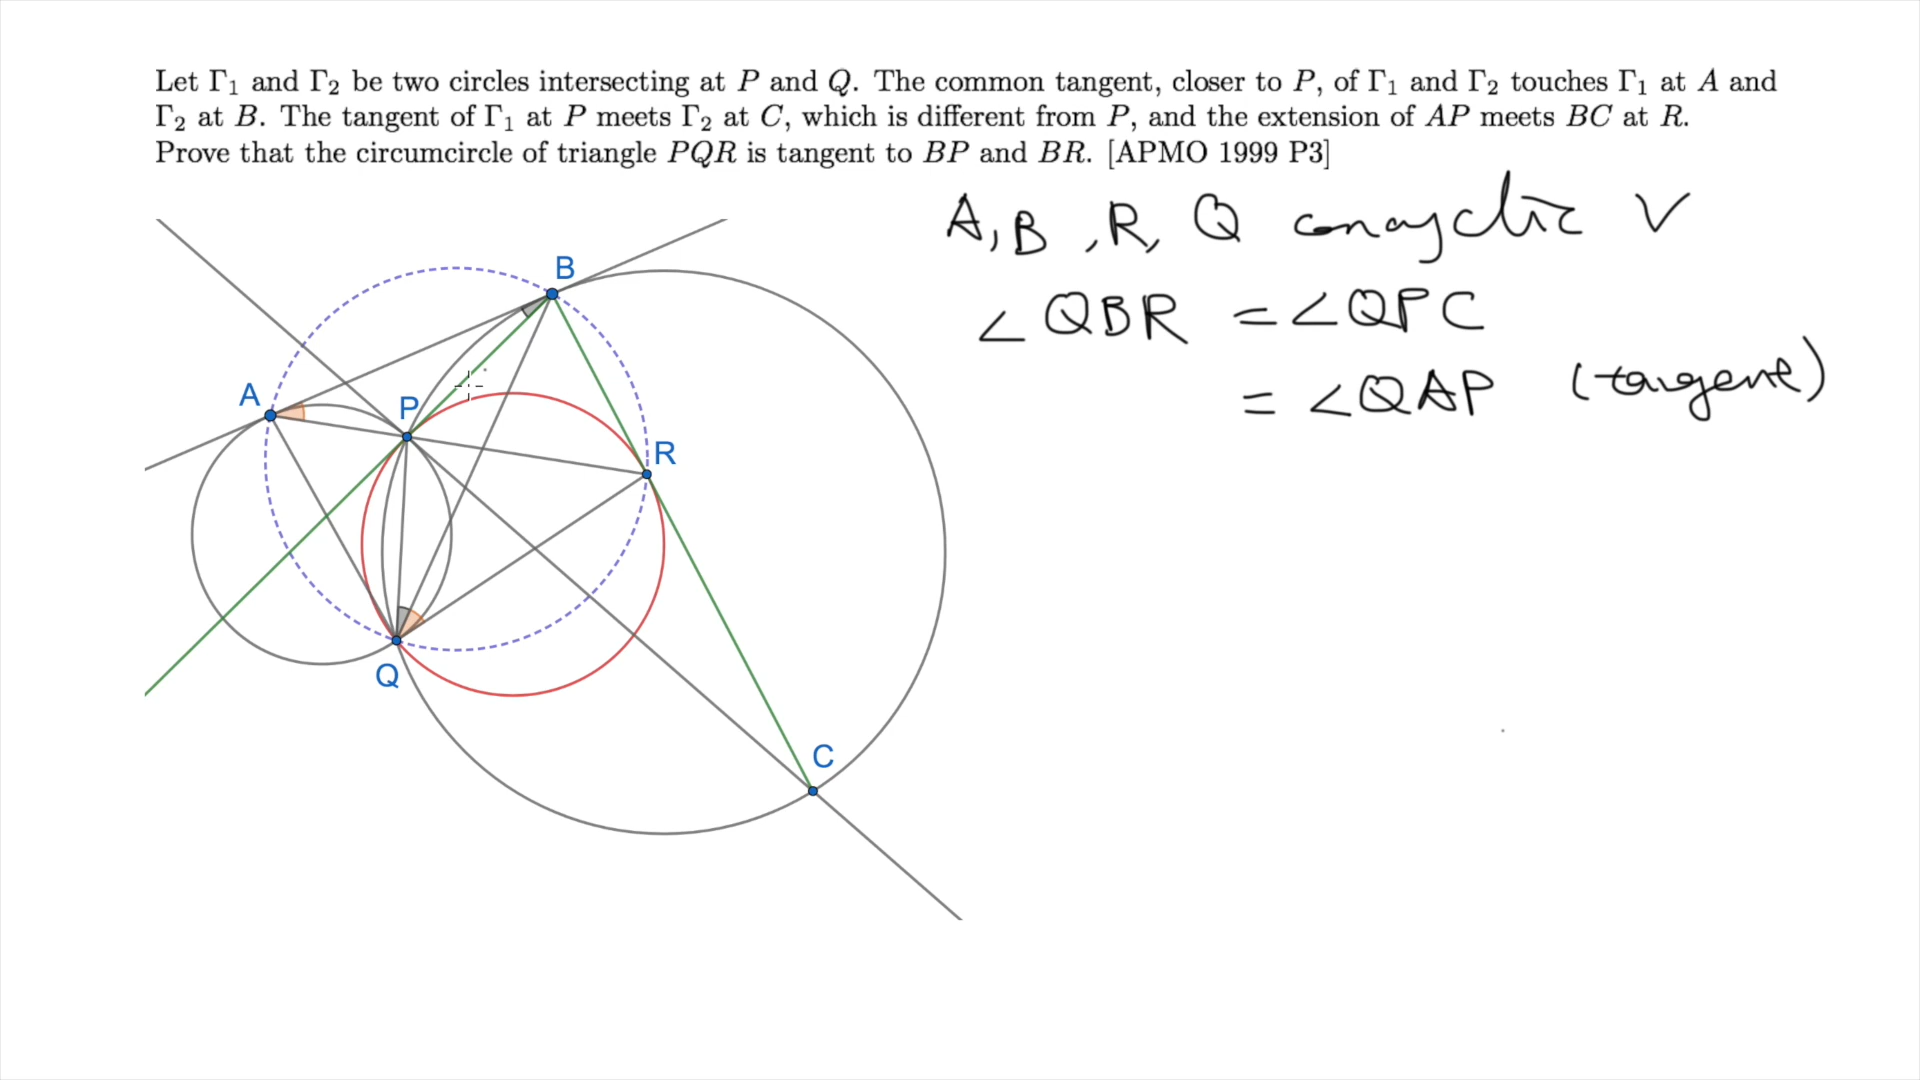 Let Γ₁ and Γ₂ be two circles intersecting at P and Q. The common tangent, closer to P, of Γ₁ and Γ₂ touches Γ₁ at A and
Γ₂ at B. The tangent of Γ₁ at P meets Γ₂ at C, which is different from P, and the extension of AP meets BC at R.
Prove that the circumcircle of triangle PQR is tangent to BP and BR. [APMO 1999 P3]
A, B, R, Q concyclic ✓
∠QBR = ∠QPC
= ∠QAP (tangent)
B
A
P
R
Q
C